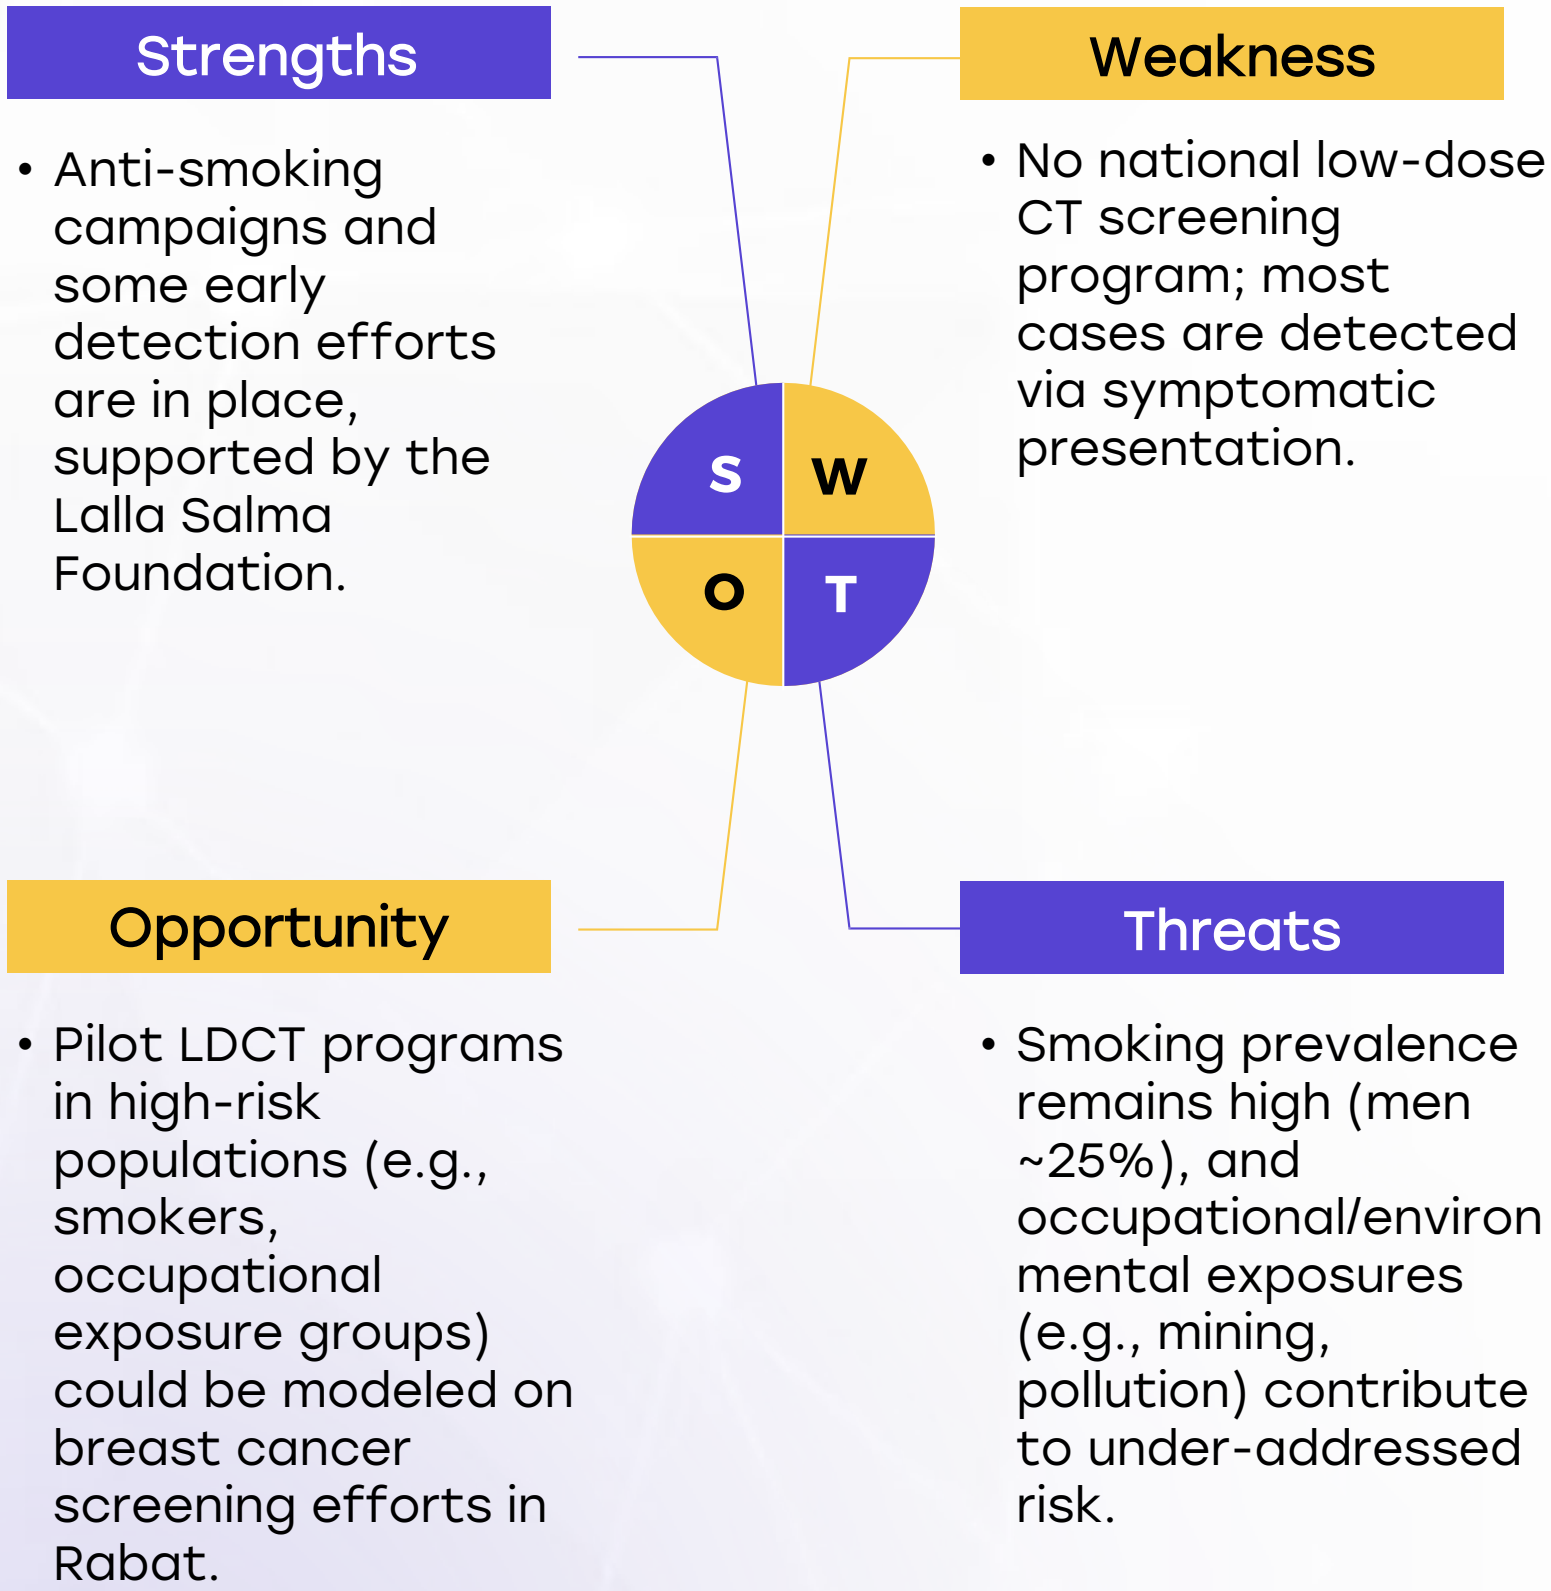 Strengths
• Anti-smoking
campaigns and
some early
detection efforts
are in place,
supported by the
Lalla Salma
Foundation.
Weakness
• No national low-dose
CT screening
program; most
cases are detected
via symptomatic
presentation.
S
W
O
T
Opportunity
• Pilot LDCT programs
in high-risk
populations (e.g.,
smokers,
occupational
exposure groups)
could be modeled on
breast cancer
screening efforts in
Rabat.
Threats
• Smoking prevalence
remains high (men
~25%), and
occupational/environ
mental exposures
(e.g., mining,
pollution) contribute
to under-addressed
risk.